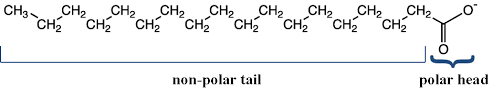 CH₃ CH₂ CH₂ CH₂ CH₂ CH₂ CH₂ CH₂ CH₂ O⁻
CH₂ CH₂ CH₂ CH₂ CH₂ CH₂ CH₂ CH₂ C
O
non-polar tail polar head